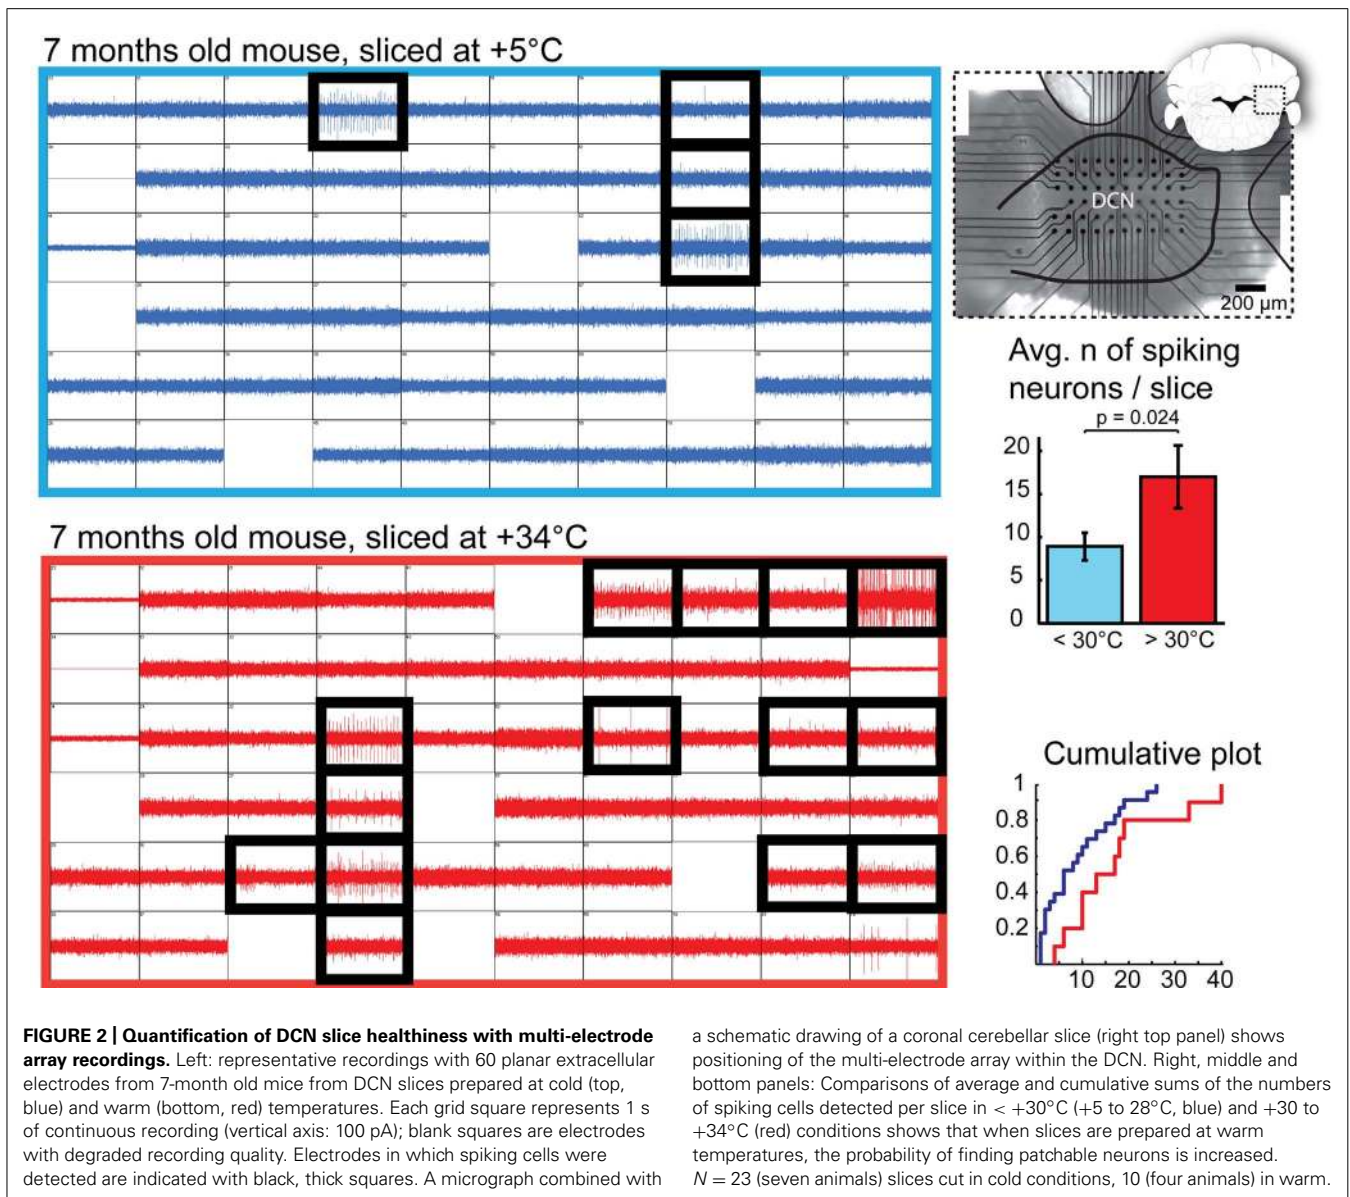 7 months old mouse, sliced at +5°C
DCN
200 µm
Avg. n of spiking
neurons / slice
p = 0.024
20
15
10
5
0
< 30°C > 30°C
7 months old mouse, sliced at +34°C
Cumulative plot
1
0.8
0.6
0.4
0.2
10 20 30 40
FIGURE 2 | Quantification of DCN slice healthiness with multi-electrode
array recordings. Left: representative recordings with 60 planar extracellular
electrodes from 7-month old mice from DCN slices prepared at cold (top,
blue) and warm (bottom, red) temperatures. Each grid square represents 1 s
of continuous recording (vertical axis: 100 pA); blank squares are electrodes
with degraded recording quality. Electrodes in which spiking cells were
detected are indicated with black, thick squares. A micrograph combined with
a schematic drawing of a coronal cerebellar slice (right top panel) shows
positioning of the multi-electrode array within the DCN. Right, middle and
bottom panels: Comparisons of average and cumulative sums of the numbers
of spiking cells detected per slice in < +30°C (+5 to 28°C, blue) and +30 to
+34°C (red) conditions shows that when slices are prepared at warm
temperatures, the probability of finding patchable neurons is increased.
N = 23 (seven animals) slices cut in cold conditions, 10 (four animals) in warm.